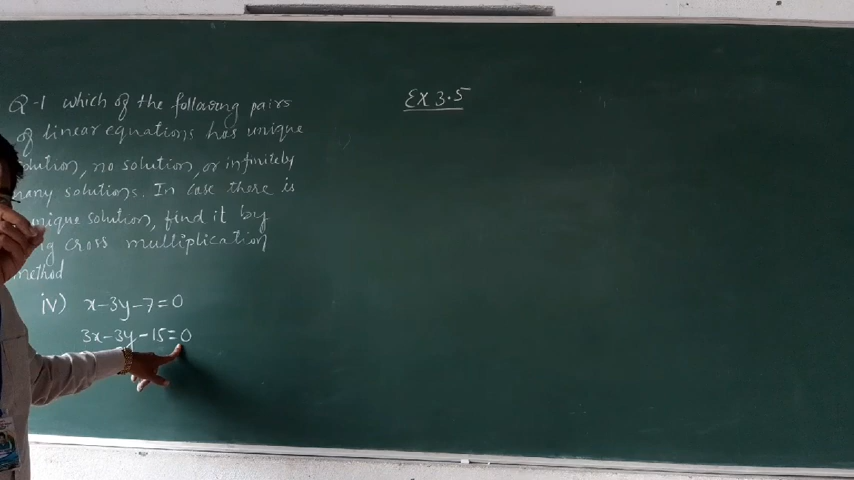 Q-1 which of the following pairs
of linear equations has unique
solution, no solution, or infinitely
many solutions. In case there is
unique solution, find it by
cross multiplication
method
iv) x-3y-7=0
3x-3y-15=0
Ex 3.5